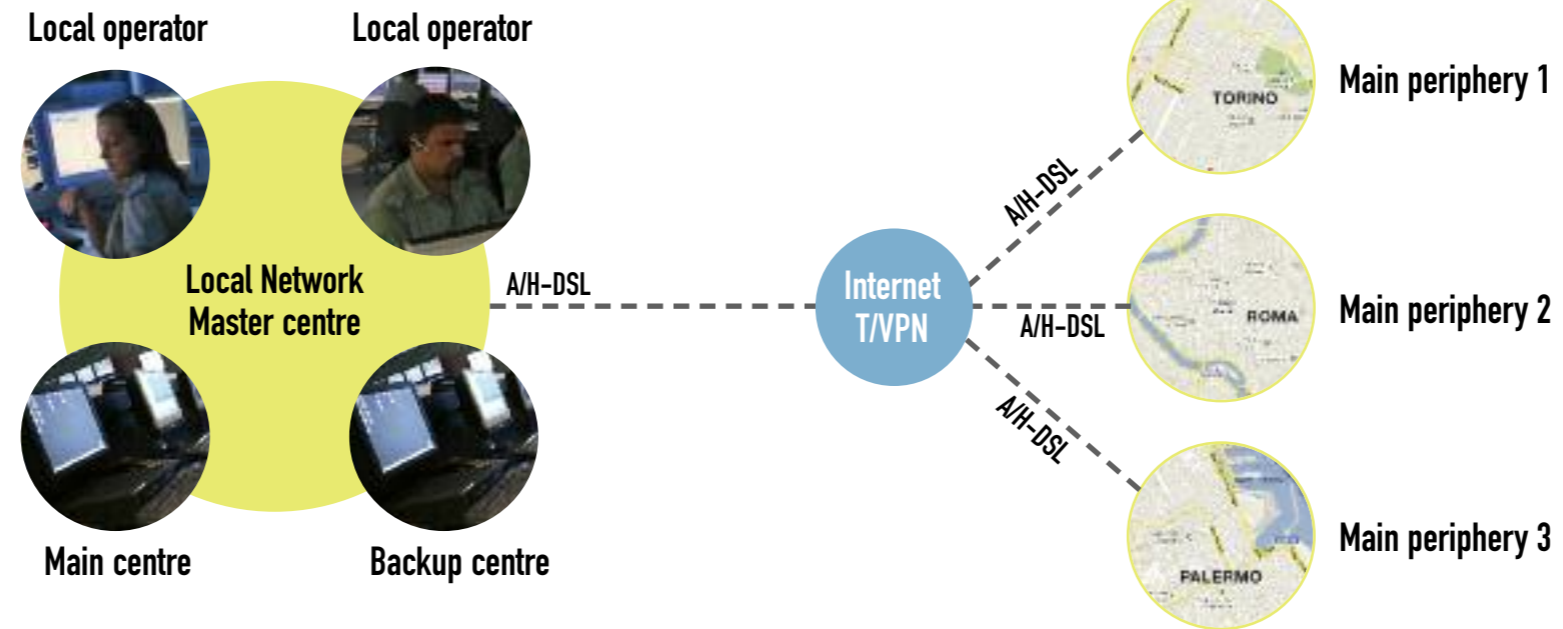 Local operator
Local operator
Local Network
Master centre
Main centre
Backup centre
A/H-DSL
Internet
T/VPN
A/H-DSL
A/H-DSL
A/H-DSL
TORINO
Main periphery 1
ROMA
Main periphery 2
PALERMO
Main periphery 3